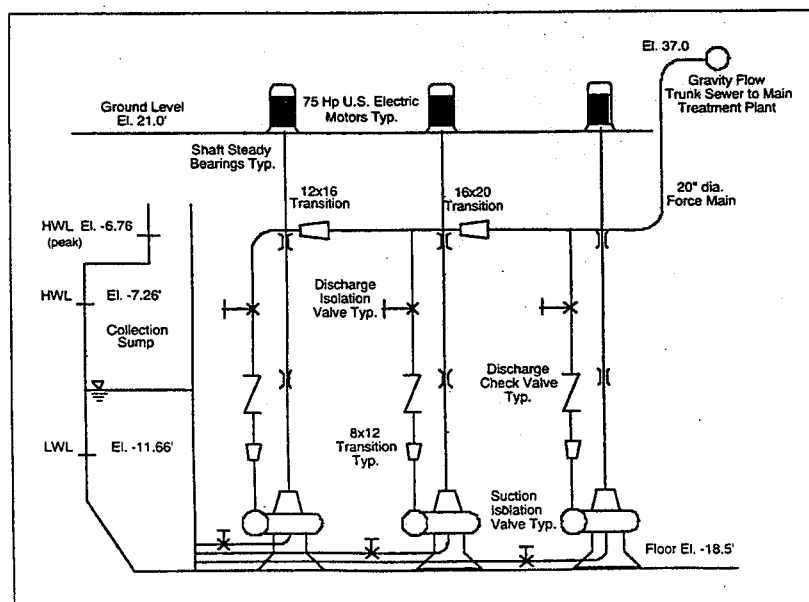 El. 37.0
Gravity Flow
Trunk Sewer to Main
Treatment Plant
Ground Level
El. 21.0'
75 Hp U.S. Electric
Motors Typ.
Shaft Steady
Bearings Typ.
12x16
Transition
16x20
Transition
20" dia.
Force Main
HWL El. -6.76
(peak)
HWL El. -7.26'
Collection
Sump
Discharge
Isolation
Valve Typ.
Discharge
Check Valve
Typ.
LWL El. -11.66'
8x12
Transition
Typ.
Suction
Isolation
Valve Typ.
Floor El. -18.5'